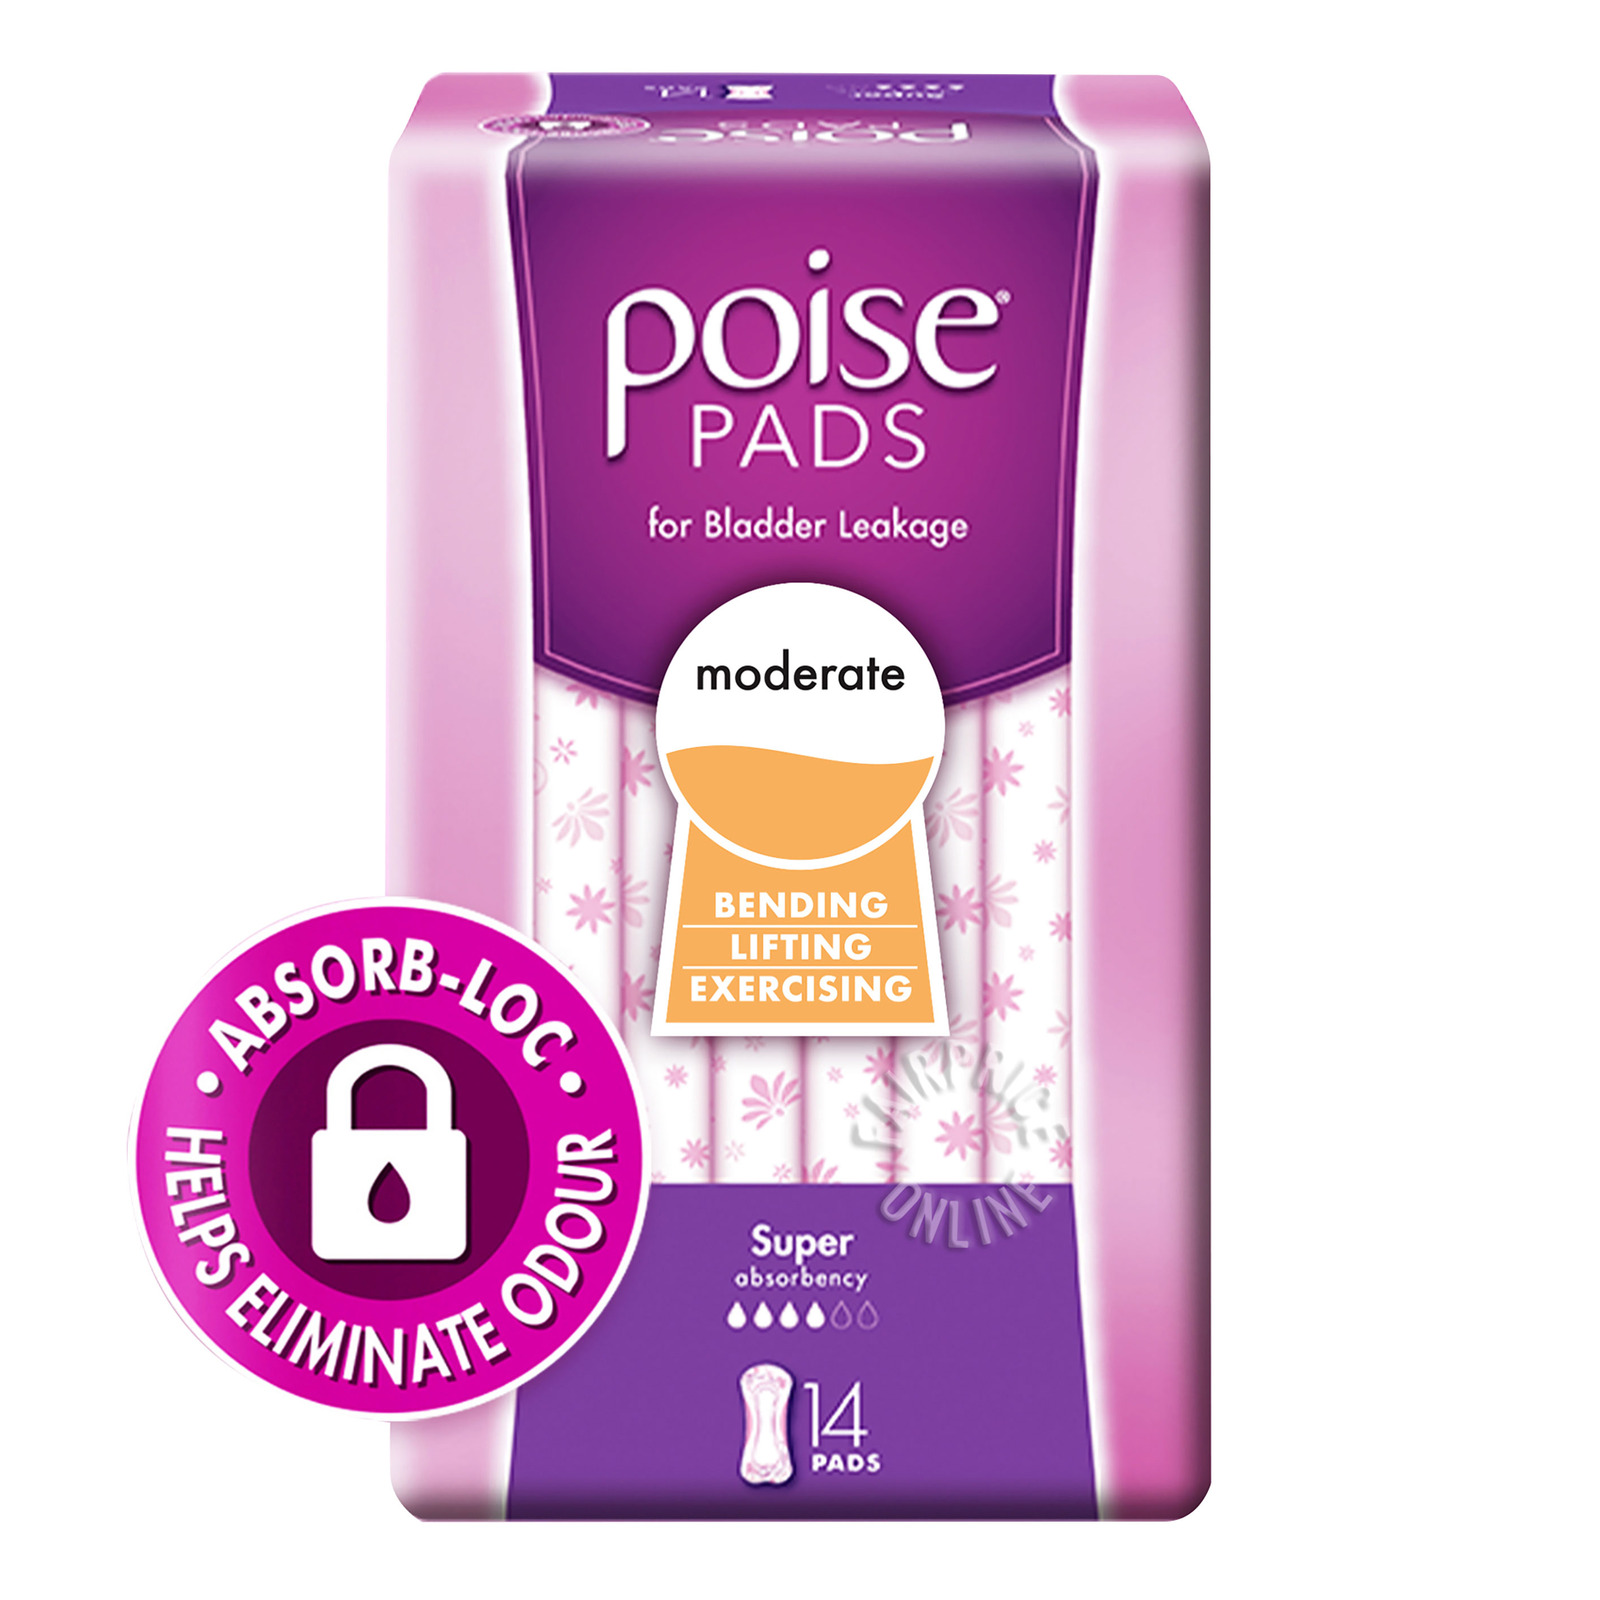 poise®
PADS
for Bladder Leakage
moderate
BENDING
LIFTING
EXERCISING
• ABSORB-LOC •
HELPS ELIMINATE ODOUR
FAIRPRICE
ONLINE
Super
absorbency
14
PADS